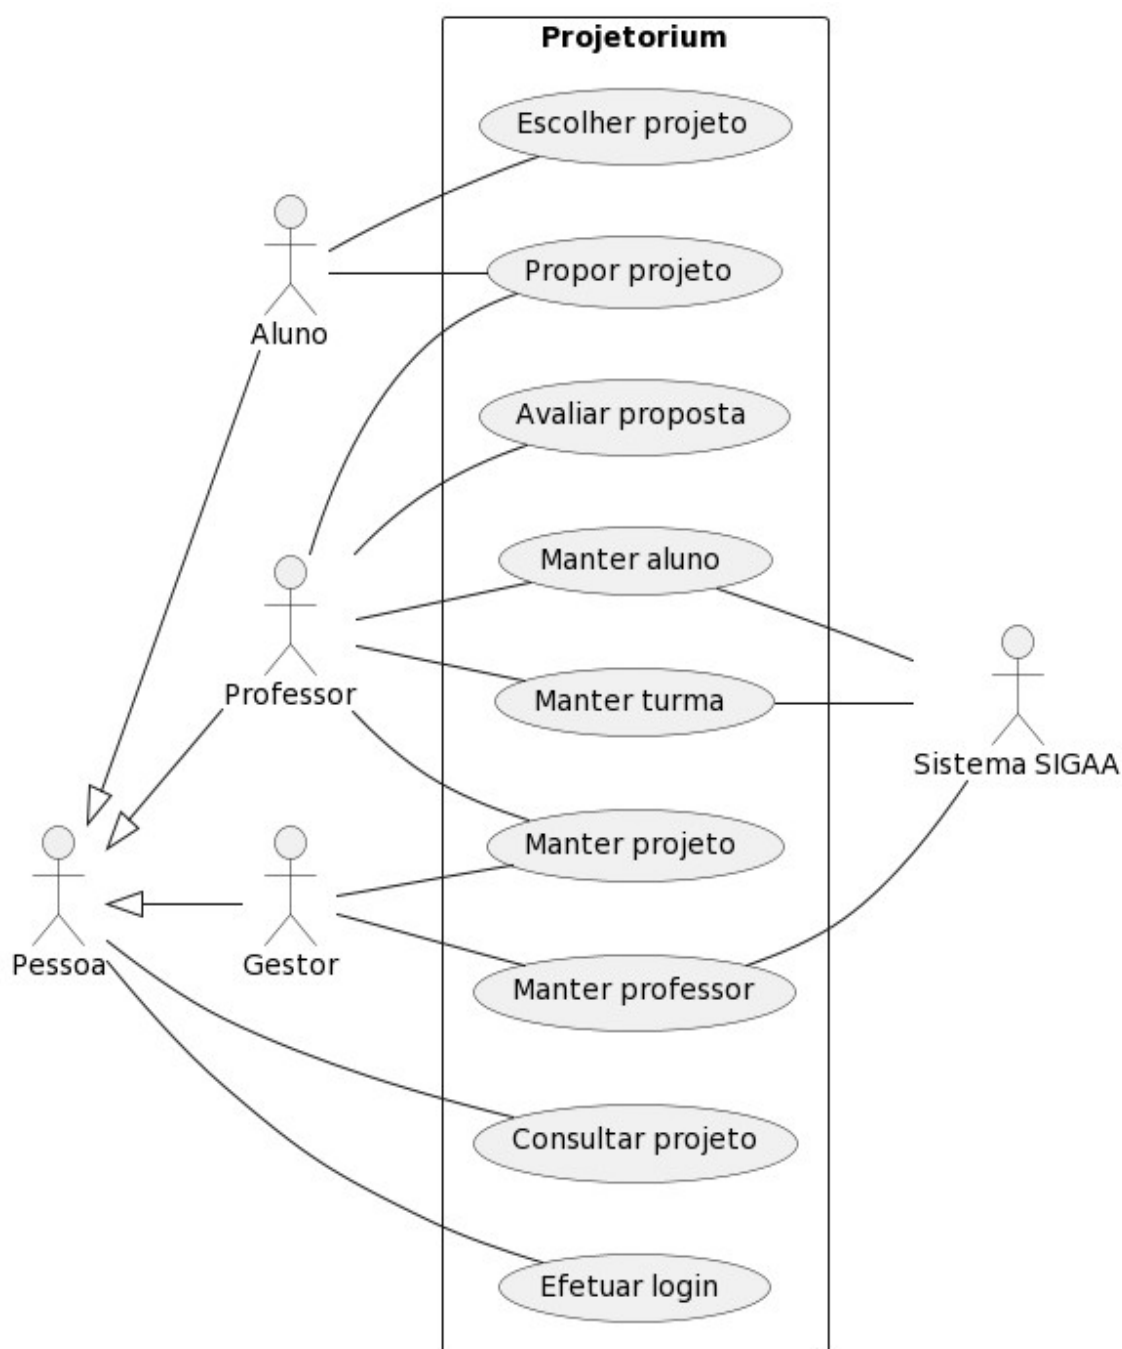 Projetorium
Escolher projeto
Aluno
Propor projeto
Avaliar proposta
Manter aluno
Professor
Manter turma
Sistema SIGAA
Manter projeto
Pessoa
Gestor
Manter professor
Consultar projeto
Efetuar login